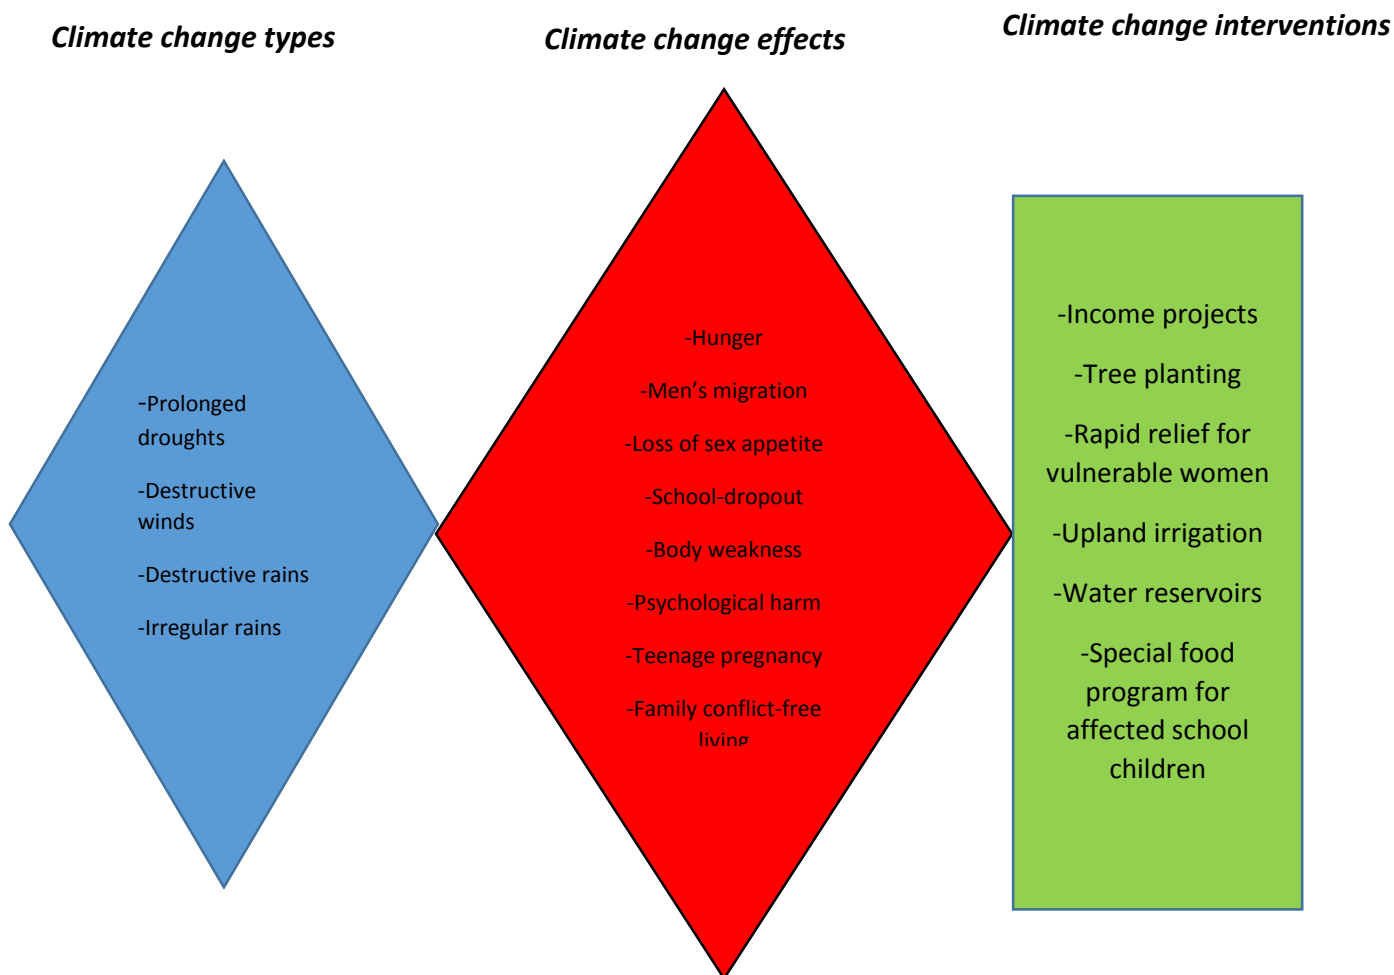 Climate change types
Climate change effects
Climate change interventions
-Prolonged
droughts
-Destructive
winds
-Destructive rains
-Irregular rains
-Hunger
-Men’s migration
-Loss of sex appetite
-School-dropout
-Body weakness
-Psychological harm
-Teenage pregnancy
-Family conflict-free
living
-Income projects
-Tree planting
-Rapid relief for
vulnerable women
-Upland irrigation
-Water reservoirs
-Special food
program for
affected school
children